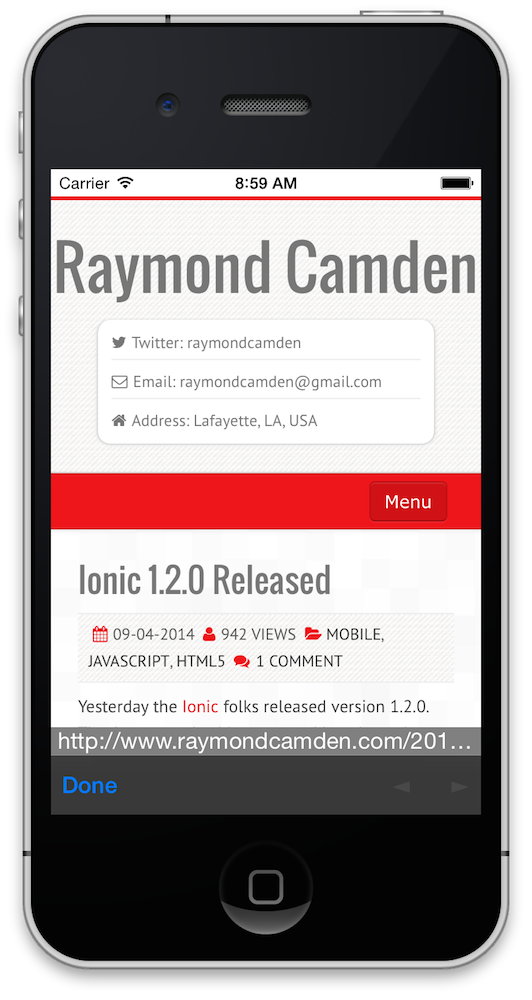 Carrier 8:59 AM
Raymond Camden
Twitter: raymondcamden
Email: raymondcamden@gmail.com
Address: Lafayette, LA, USA
Menu
Ionic 1.2.0 Released
09-04-2014 942 VIEWS MOBILE,
JAVASCRIPT, HTML5 1 COMMENT
Yesterday the Ionic folks released version 1.2.0.
http://www.raymondcamden.com/201...
Done